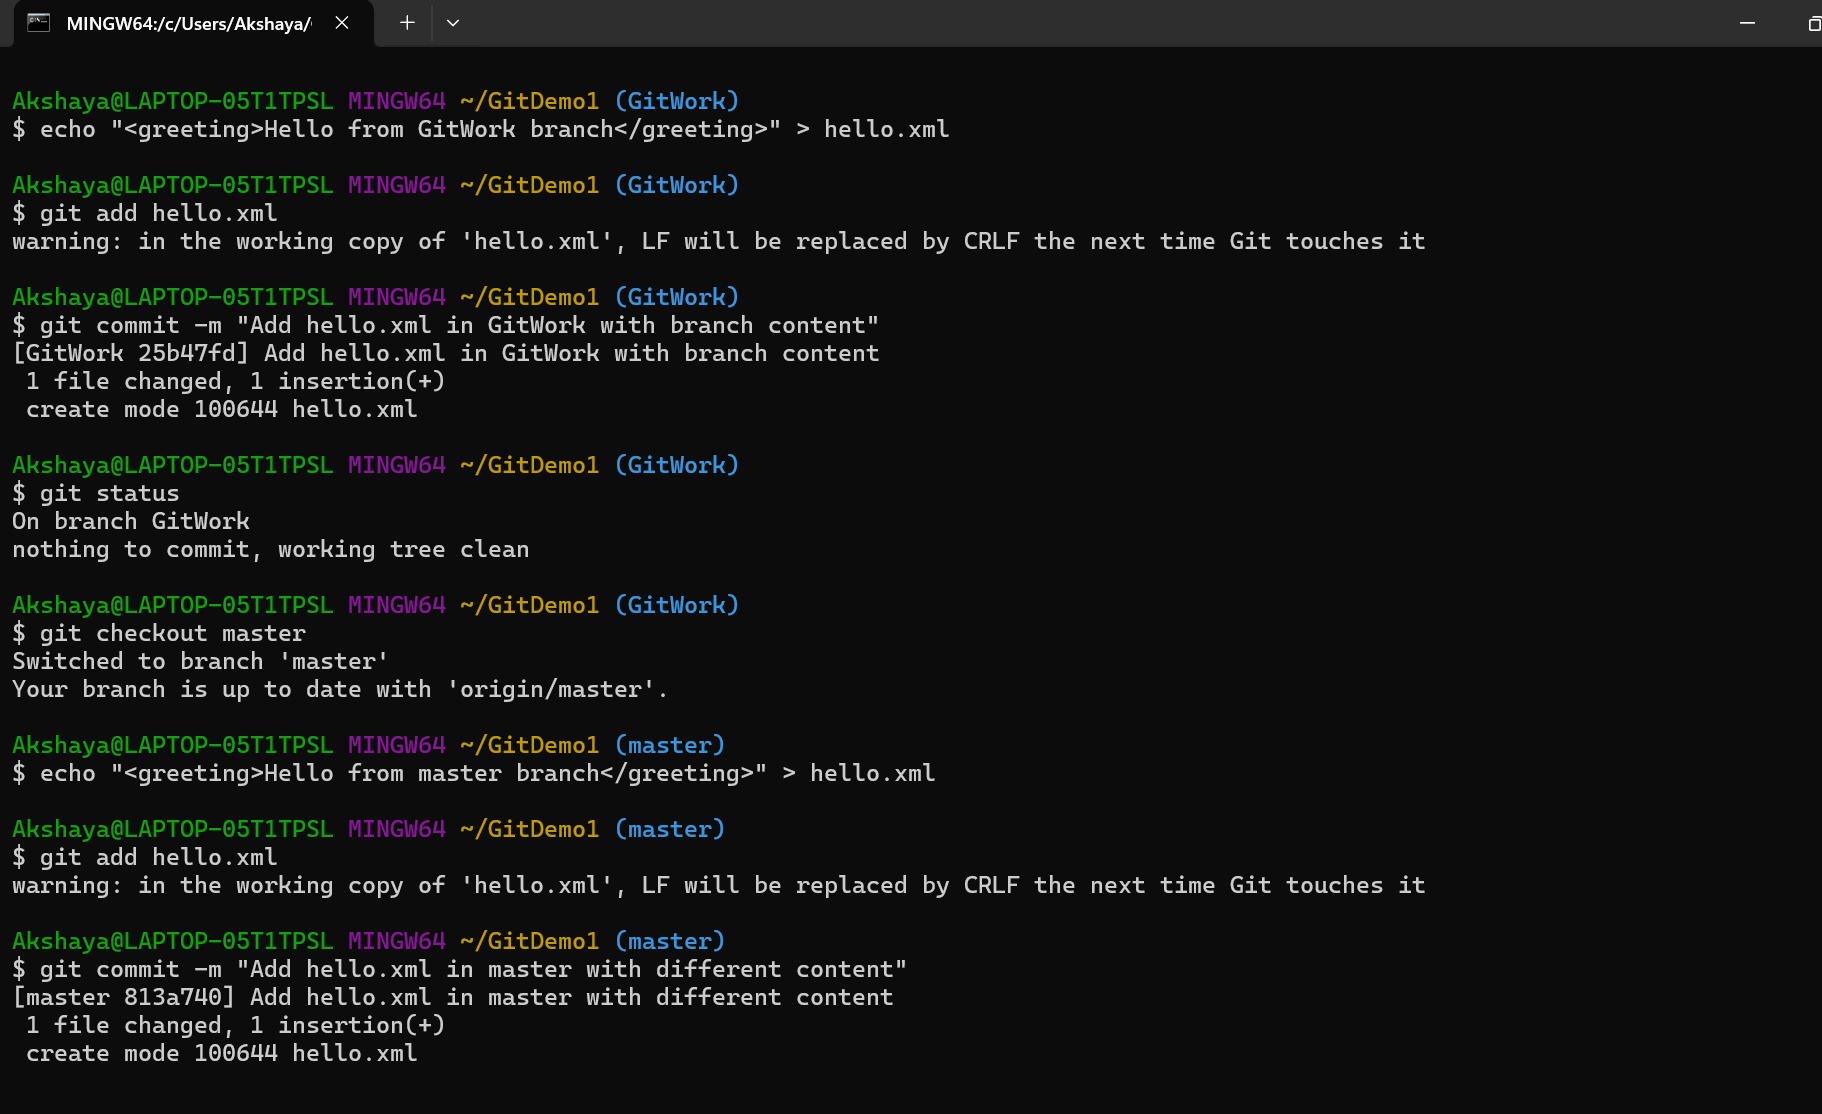 MINGW64:/c/Users/Akshaya/
Akshaya@LAPTOP-05T1TPSL MINGW64 ~/GitDemo1 (GitWork)
$ echo "<greeting>Hello from GitWork branch</greeting>" > hello.xml
Akshaya@LAPTOP-05T1TPSL MINGW64 ~/GitDemo1 (GitWork)
$ git add hello.xml
warning: in the working copy of 'hello.xml', LF will be replaced by CRLF the next time Git touches it
Akshaya@LAPTOP-05T1TPSL MINGW64 ~/GitDemo1 (GitWork)
$ git commit -m "Add hello.xml in GitWork with branch content"
[GitWork 25b47fd] Add hello.xml in GitWork with branch content
 1 file changed, 1 insertion(+)
 create mode 100644 hello.xml
Akshaya@LAPTOP-05T1TPSL MINGW64 ~/GitDemo1 (GitWork)
$ git status
On branch GitWork
nothing to commit, working tree clean
Akshaya@LAPTOP-05T1TPSL MINGW64 ~/GitDemo1 (GitWork)
$ git checkout master
Switched to branch 'master'
Your branch is up to date with 'origin/master'.
Akshaya@LAPTOP-05T1TPSL MINGW64 ~/GitDemo1 (master)
$ echo "<greeting>Hello from master branch</greeting>" > hello.xml
Akshaya@LAPTOP-05T1TPSL MINGW64 ~/GitDemo1 (master)
$ git add hello.xml
warning: in the working copy of 'hello.xml', LF will be replaced by CRLF the next time Git touches it
Akshaya@LAPTOP-05T1TPSL MINGW64 ~/GitDemo1 (master)
$ git commit -m "Add hello.xml in master with different content"
[master 813a740] Add hello.xml in master with different content
 1 file changed, 1 insertion(+)
 create mode 100644 hello.xml